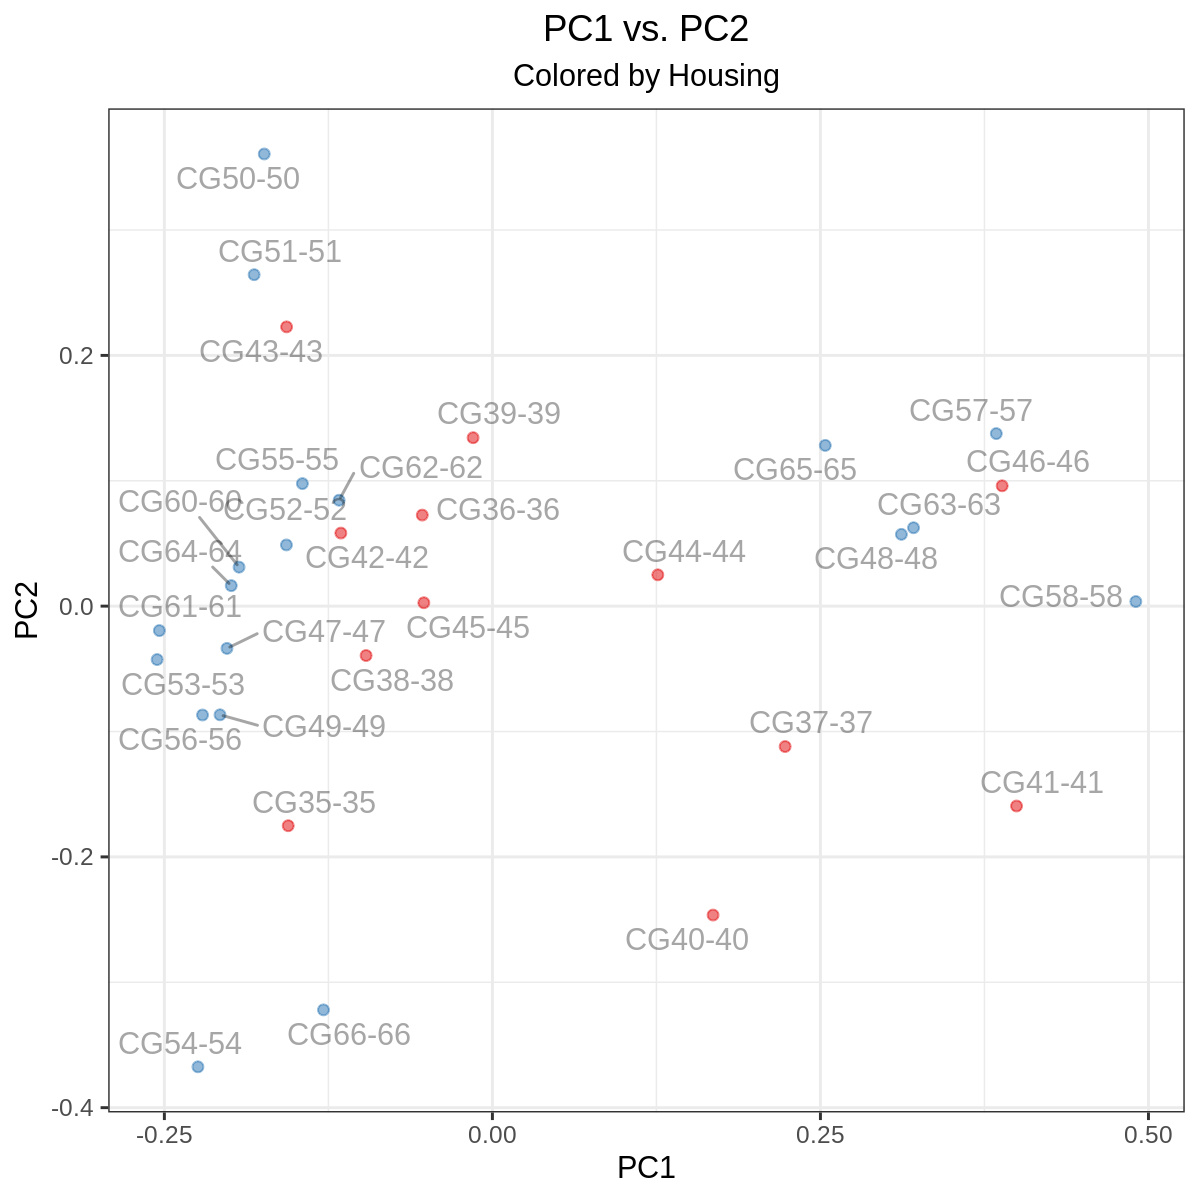 PC1 vs. PC2
Colored by Housing
CG50-50
CG51-51
CG43-43
0.2
CG39-39
CG57-57
CG55-55
CG62-62
CG65-65
CG46-46
CG60-60
CG52-52
CG36-36
CG63-63
CG64-64
CG42-42
CG44-44
CG48-48
PC2
0.0
CG61-61
CG58-58
CG47-47
CG45-45
CG53-53
CG38-38
CG56-56
CG49-49
CG37-37
CG35-35
CG41-41
-0.2
CG40-40
CG54-54
CG66-66
-0.4
-0.25
0.00
0.25
0.50
PC1